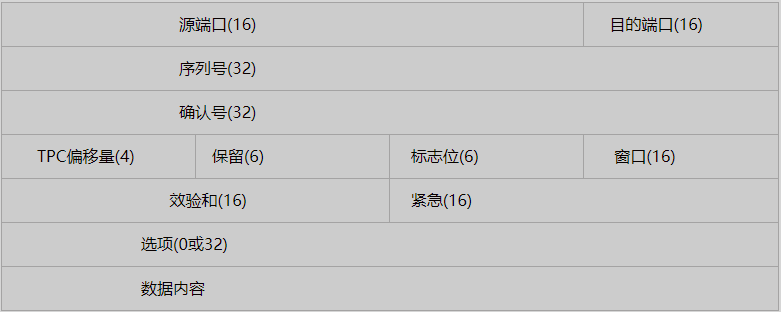 源端口(16) 目的端口(16)
序列号(32)
确认号(32)
TPC偏移量(4) 保留(6) 标志位(6) 窗口(16)
效验和(16) 紧急(16)
选项(0或32)
数据内容